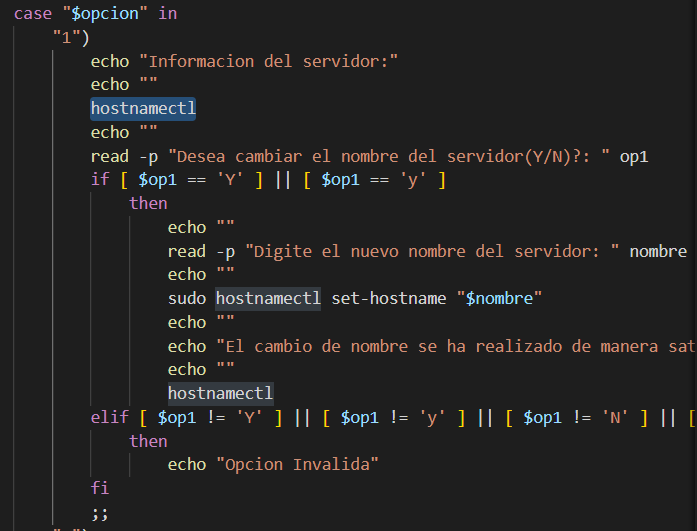 case "$opcion" in
"1")
echo "Informacion del servidor:"
echo ""
hostnamectl
echo ""
read -p "Desea cambiar el nombre del servidor(Y/N)?: " op1
if [ $op1 == 'Y' ] || [ $op1 == 'y' ]
then
echo ""
read -p "Digite el nuevo nombre del servidor: " nombre
echo ""
sudo hostnamectl set-hostname "$nombre"
echo ""
echo "El cambio de nombre se ha realizado de manera sat
echo ""
hostnamectl
elif [ $op1 != 'Y' ] || [ $op1 != 'y' ] || [ $op1 != 'N' ] || [
then
echo "Opcion Invalida"
fi
;;